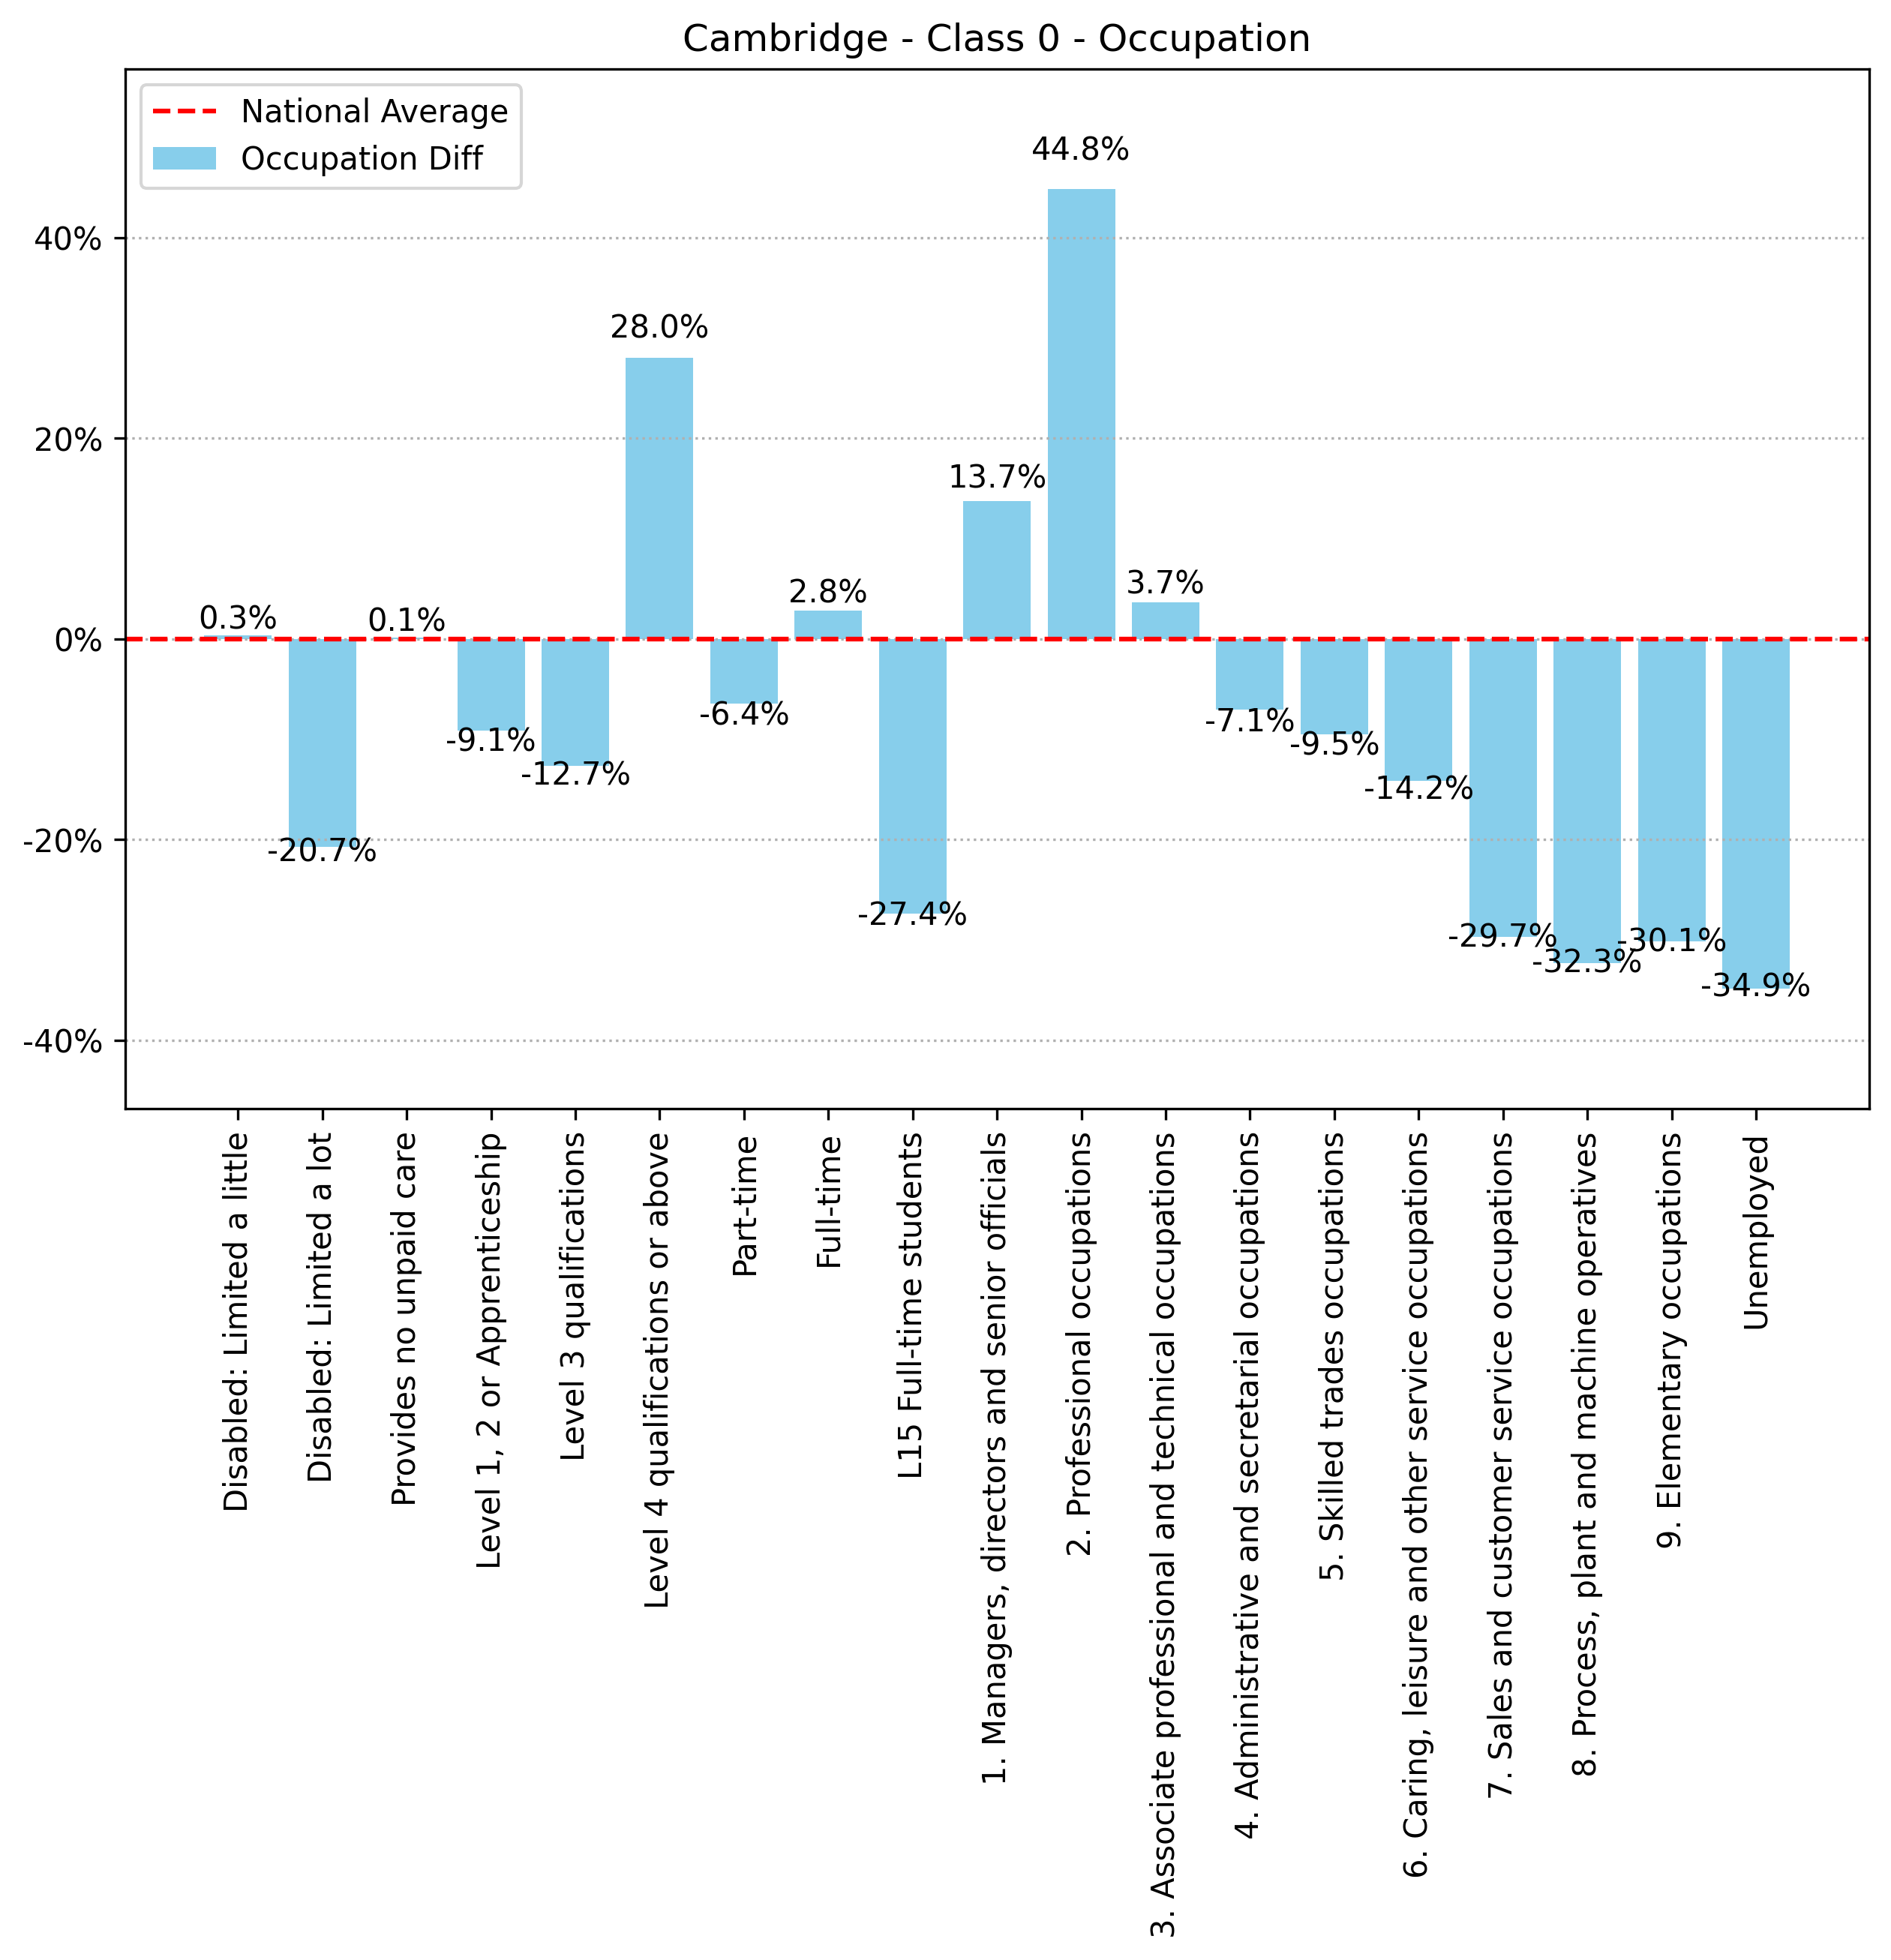 Cambridge - Class 0 - Occupation
National Average
Occupation Diff
40%
20%
0%
-20%
-40%
0.3%
-20.7%
0.1%
-9.1%
-12.7%
28.0%
-6.4%
2.8%
-27.4%
13.7%
44.8%
3.7%
-7.1%
-9.5%
-14.2%
-29.7%
-32.3%
-30.1%
-34.9%
Disabled: Limited a little
Disabled: Limited a lot
Provides no unpaid care
Level 1, 2 or Apprenticeship
Level 3 qualifications
Level 4 qualifications or above
Part-time
Full-time
L15 Full-time students
1. Managers, directors and senior officials
2. Professional occupations
3. Associate professional and technical occupations
4. Administrative and secretarial occupations
5. Skilled trades occupations
6. Caring, leisure and other service occupations
7. Sales and customer service occupations
8. Process, plant and machine operatives
9. Elementary occupations
Unemployed